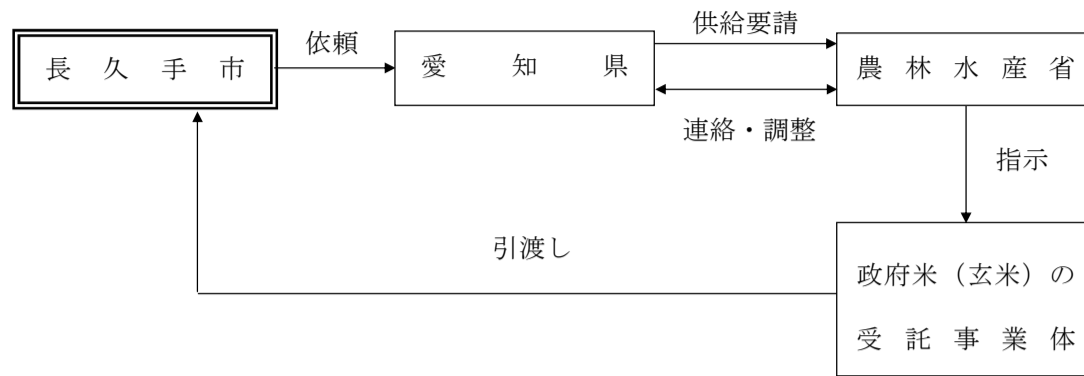 供給要請
依頼
長久手市
愛知県
農林水産省
連絡・調整
指示
引渡し
政府米（玄米）の
受託事業体